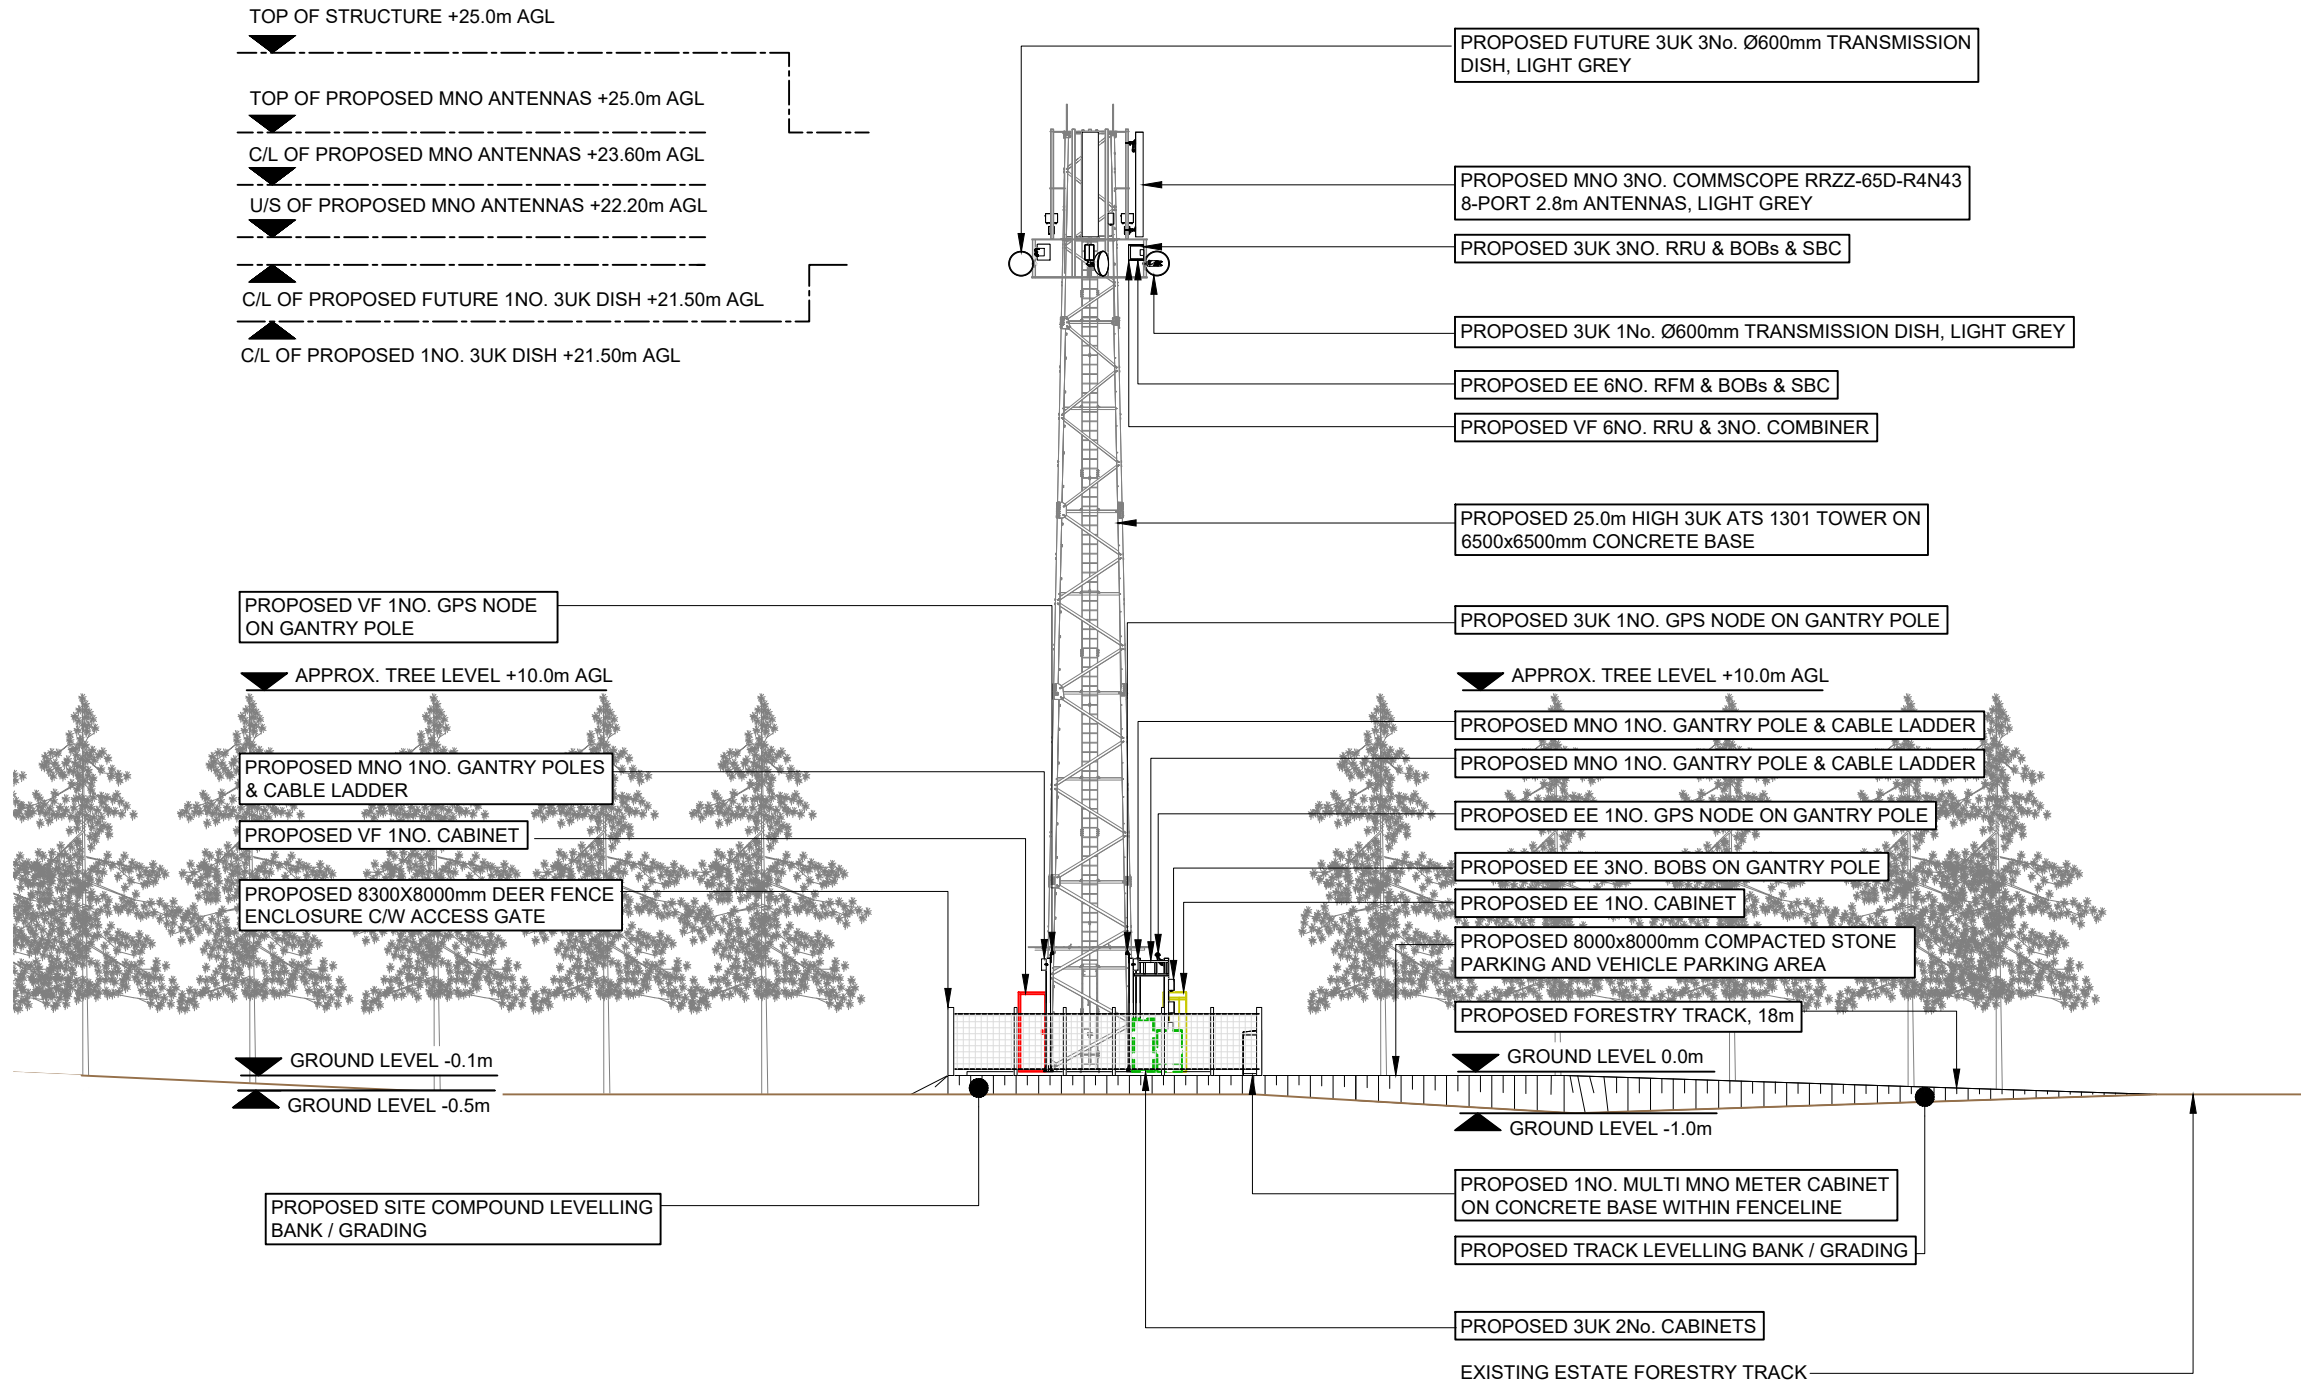 TOP OF STRUCTURE +25.0m AGL
TOP OF PROPOSED MNO ANTENNAS +25.0m AGL
C/L OF PROPOSED MNO ANTENNAS +23.60m AGL
U/S OF PROPOSED MNO ANTENNAS +22.20m AGL
C/L OF PROPOSED FUTURE 1NO. 3UK DISH +21.50m AGL
C/L OF PROPOSED 1NO. 3UK DISH +21.50m AGL
PROPOSED FUTURE 3UK 3No. Ø600mm TRANSMISSION
DISH, LIGHT GREY
PROPOSED MNO 3NO. COMMSCOPE RRZZ-65D-R4N43
8-PORT 2.8m ANTENNAS, LIGHT GREY
PROPOSED 3UK 3NO. RRU & BOBs & SBC
PROPOSED 3UK 1No. Ø600mm TRANSMISSION DISH, LIGHT GREY
PROPOSED EE 6NO. RFM & BOBs & SBC
PROPOSED VF 6NO. RRU & 3NO. COMBINER
PROPOSED 25.0m HIGH 3UK ATS 1301 TOWER ON
6500x6500mm CONCRETE BASE
PROPOSED VF 1NO. GPS NODE
ON GANTRY POLE
PROPOSED 3UK 1NO. GPS NODE ON GANTRY POLE
APPROX. TREE LEVEL +10.0m AGL
APPROX. TREE LEVEL +10.0m AGL
PROPOSED MNO 1NO. GANTRY POLES
& CABLE LADDER
PROPOSED VF 1NO. CABINET
PROPOSED 8300X8000mm DEER FENCE
ENCLOSURE C/W ACCESS GATE
PROPOSED MNO 1NO. GANTRY POLE & CABLE LADDER
PROPOSED MNO 1NO. GANTRY POLE & CABLE LADDER
PROPOSED EE 1NO. GPS NODE ON GANTRY POLE
PROPOSED EE 3NO. BOBS ON GANTRY POLE
PROPOSED EE 1NO. CABINET
PROPOSED 8000x8000mm COMPACTED STONE
PARKING AND VEHICLE PARKING AREA
PROPOSED FORESTRY TRACK, 18m
GROUND LEVEL -0.1m
GROUND LEVEL -0.5m
GROUND LEVEL 0.0m
GROUND LEVEL -1.0m
PROPOSED SITE COMPOUND LEVELLING
BANK / GRADING
PROPOSED 1NO. MULTI MNO METER CABINET
ON CONCRETE BASE WITHIN FENCELINE
PROPOSED TRACK LEVELLING BANK / GRADING
PROPOSED 3UK 2No. CABINETS
EXISTING ESTATE FORESTRY TRACK